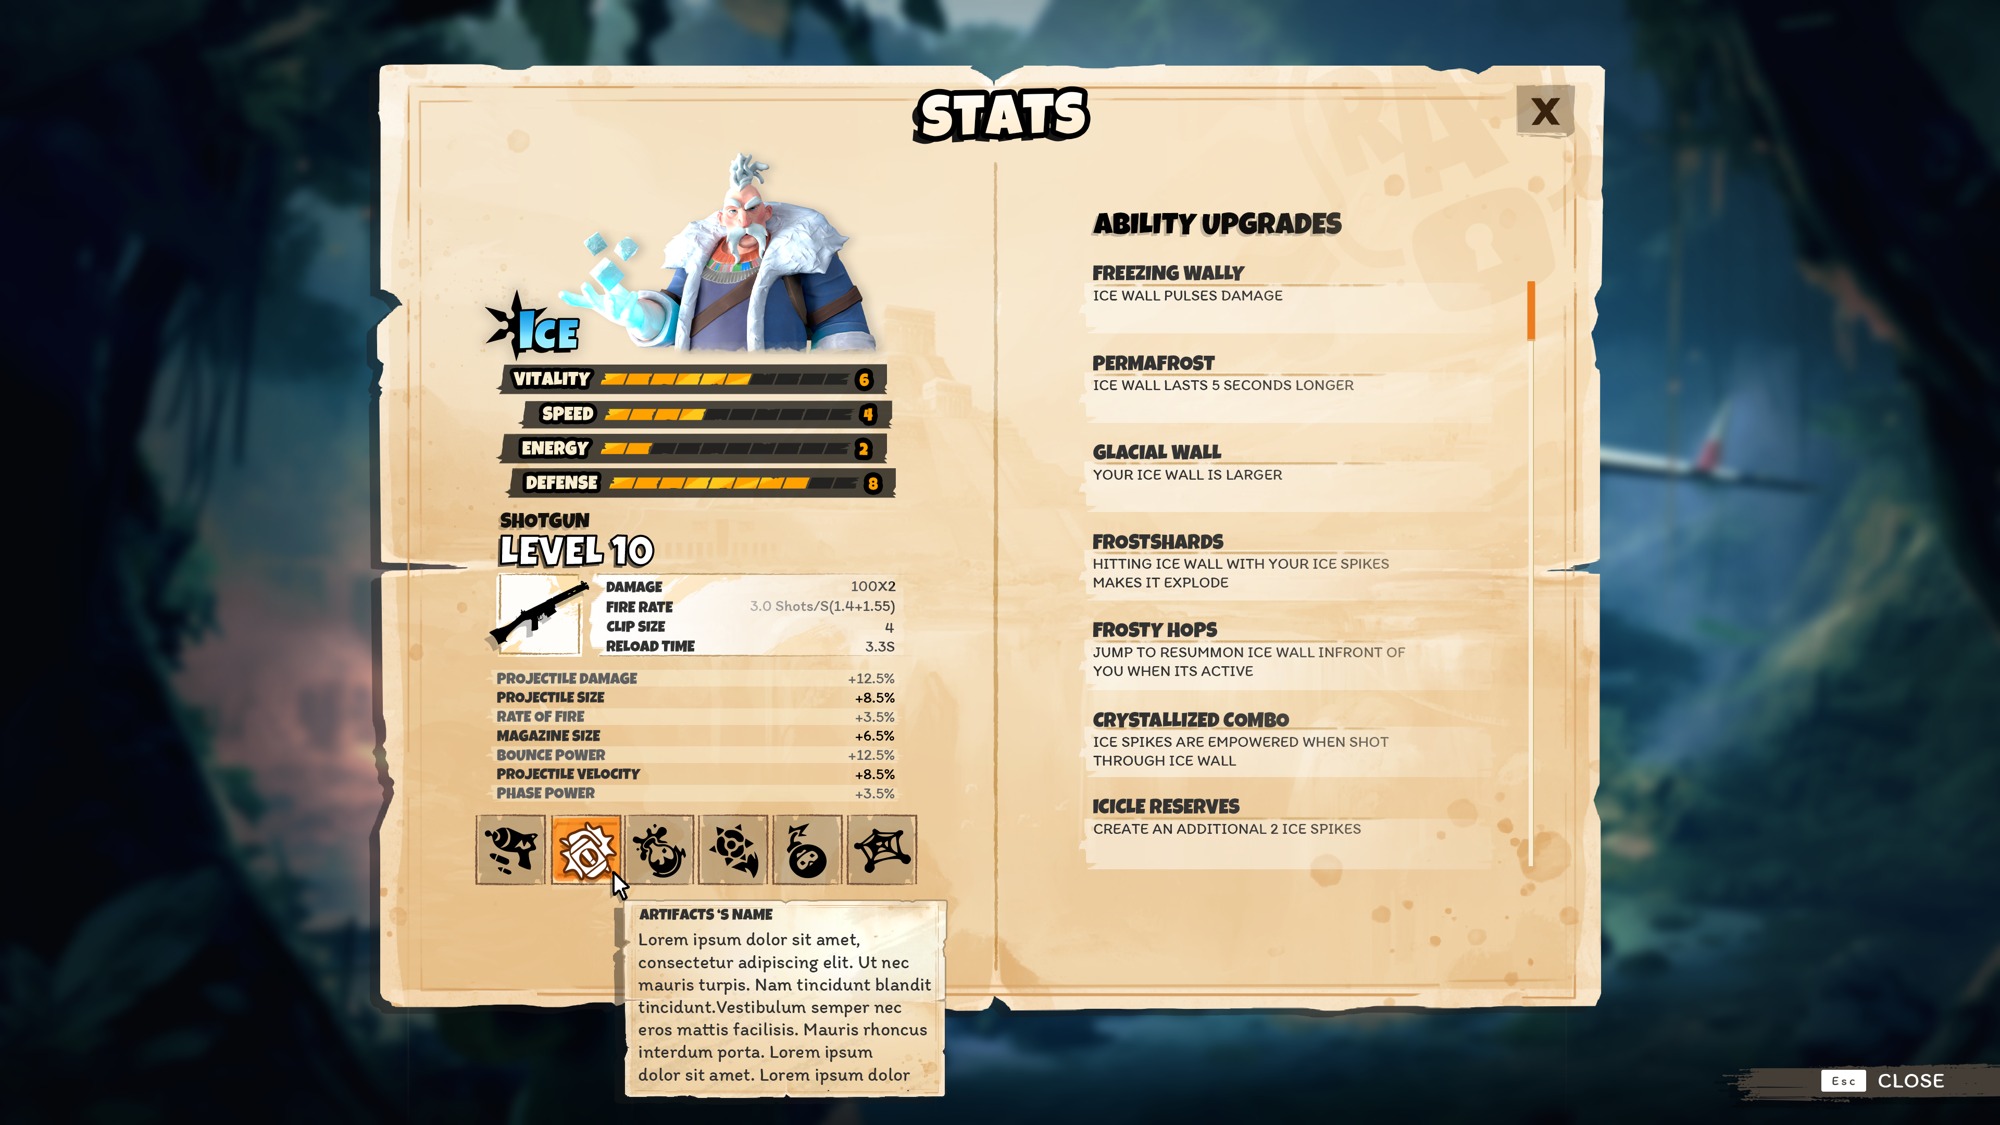 STATS
X
ICE
VITALITY 6
SPEED 4
ENERGY 2
DEFENSE 8
SHOTGUN
LEVEL 10
DAMAGE 100X2
FIRE RATE 3.0 Shots/S(1.4+1.55)
CLIP SIZE 4
RELOAD TIME 3.3S
PROJECTILE DAMAGE +12.5%
PROJECTILE SIZE +8.5%
RATE OF FIRE +3.5%
MAGAZINE SIZE +6.5%
BOUNCE POWER +12.5%
PROJECTILE VELOCITY +8.5%
PHASE POWER +3.5%
ARTIFACTS 'S NAME
Lorem ipsum dolor sit amet,
consectetur adipiscing elit. Ut nec
mauris turpis. Nam tincidunt blandit
tincidunt.Vestibulum semper nec
eros mattis facilisis. Mauris rhoncus
interdum porta. Lorem ipsum
dolor sit amet. Lorem ipsum dolor
ABILITY UPGRADES
FREEZING WALLY
ICE WALL PULSES DAMAGE
PERMAFROST
ICE WALL LASTS 5 SECONDS LONGER
GLACIAL WALL
YOUR ICE WALL IS LARGER
FROSTSHARDS
HITTING ICE WALL WITH YOUR ICE SPIKES
MAKES IT EXPLODE
FROSTY HOPS
JUMP TO RESUMMON ICE WALL INFRONT OF
YOU WHEN ITS ACTIVE
CRYSTALLIZED COMBO
ICE SPIKES ARE EMPOWERED WHEN SHOT
THROUGH ICE WALL
ICICLE RESERVES
CREATE AN ADDITIONAL 2 ICE SPIKES
Esc CLOSE